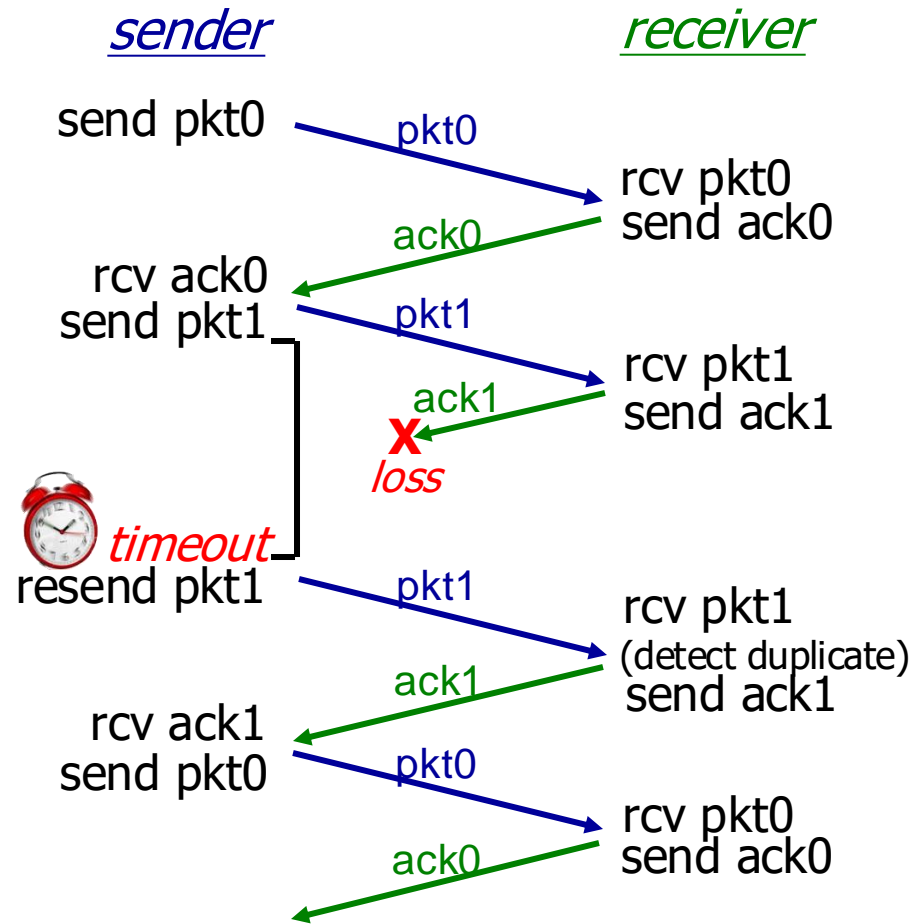 sender
receiver
send pkt0
pkt0
rcv pkt0
send ack0
ack0
rcv ack0
send pkt1
pkt1
rcv pkt1
send ack1
ack1
X
loss
timeout
resend pkt1
pkt1
rcv pkt1
(detect duplicate)
send ack1
ack1
rcv ack1
send pkt0
pkt0
rcv pkt0
send ack0
ack0